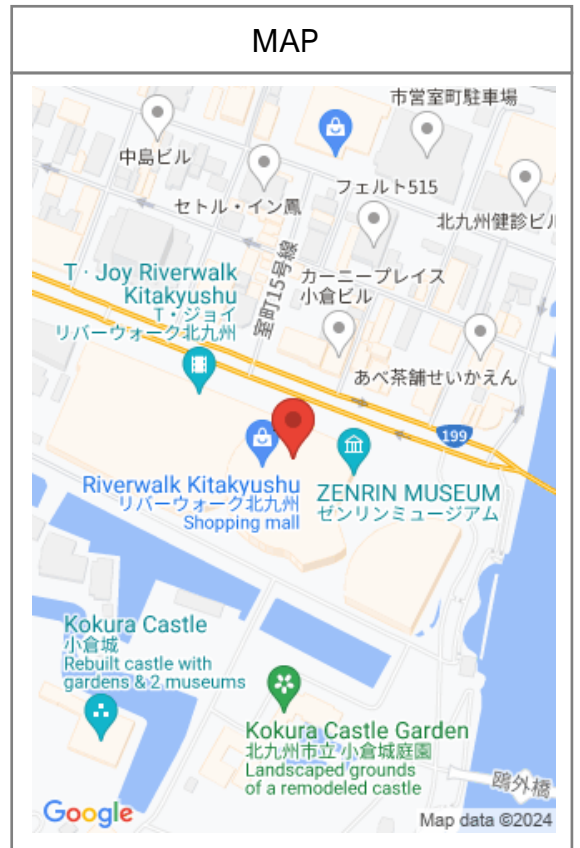 MAP
市営室町駐車場
中島ビル
フェルト515
セトル・イン鳳
北九州健診ビル
室町15号線
T・Joy Riverwalk
Kitakyushu
T・ジョイ
リバーウォーク北九州
カーニープレイス
小倉ビル
あべ茶舗せいかえん
199
Riverwalk Kitakyushu
リバーウォーク北九州
Shopping mall
ZENRIN MUSEUM
ゼンリンミュージアム
Kokura Castle
小倉城
Rebuilt castle with
gardens & 2 museums
Kokura Castle Garden
北九州市立 小倉城庭園
Landscaped grounds
of a remodeled castle
鴎外橋
Google
Map data ©2024